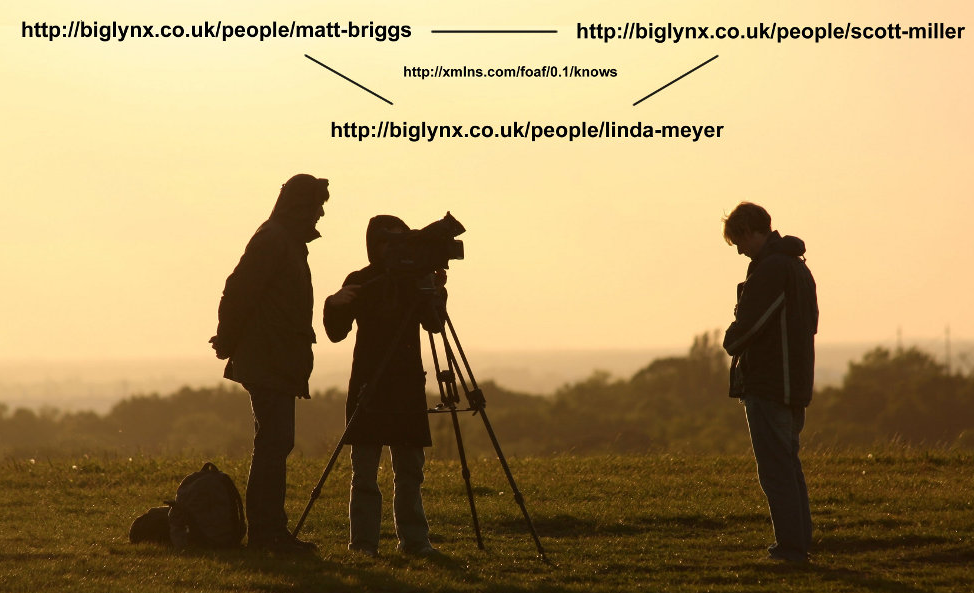 http://biglynx.co.uk/people/matt-briggs
http://biglynx.co.uk/people/scott-miller
http://xmlns.com/foaf/0.1/knows
http://biglynx.co.uk/people/linda-meyer